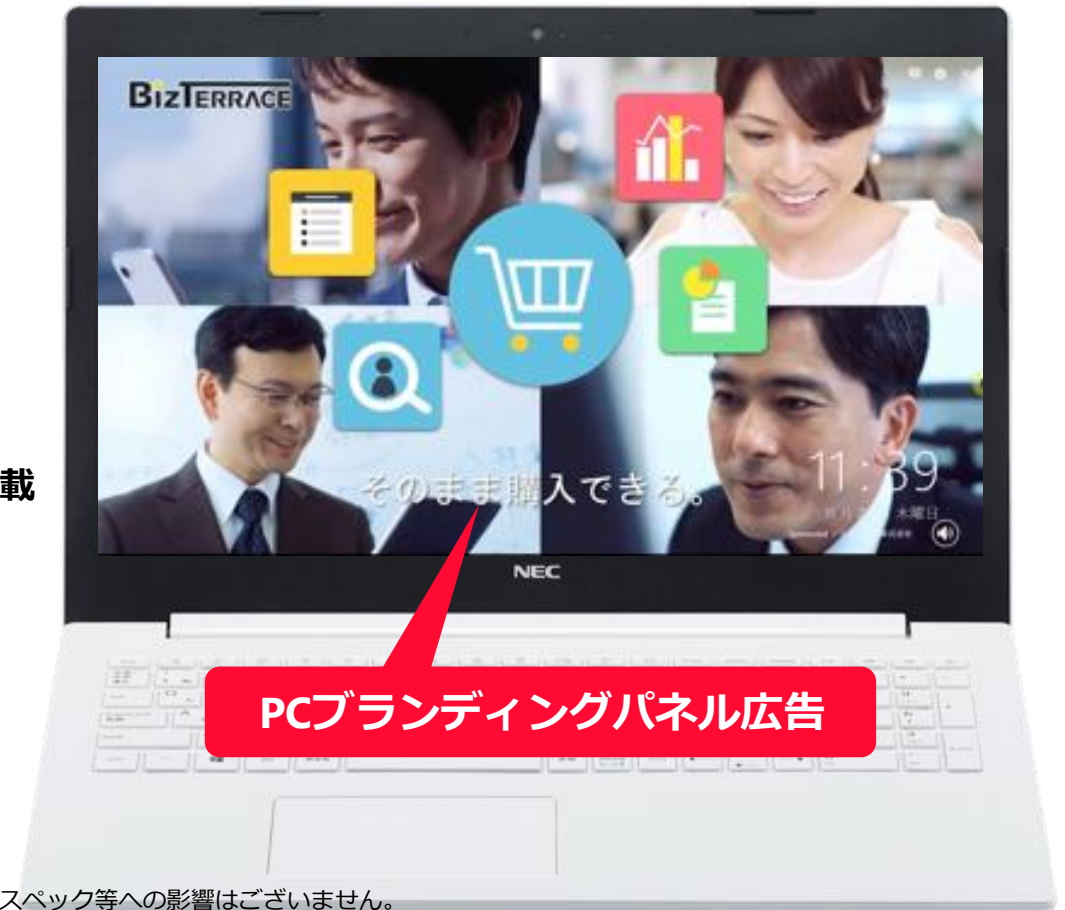 BIZTERRACE
そのまま購入できる。
11:39
木曜日
載
NEC
PCブランディングパネル広告
スペック等への影響はございません。